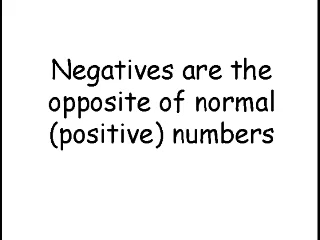 Negatives are the
opposite of normal
(positive) numbers